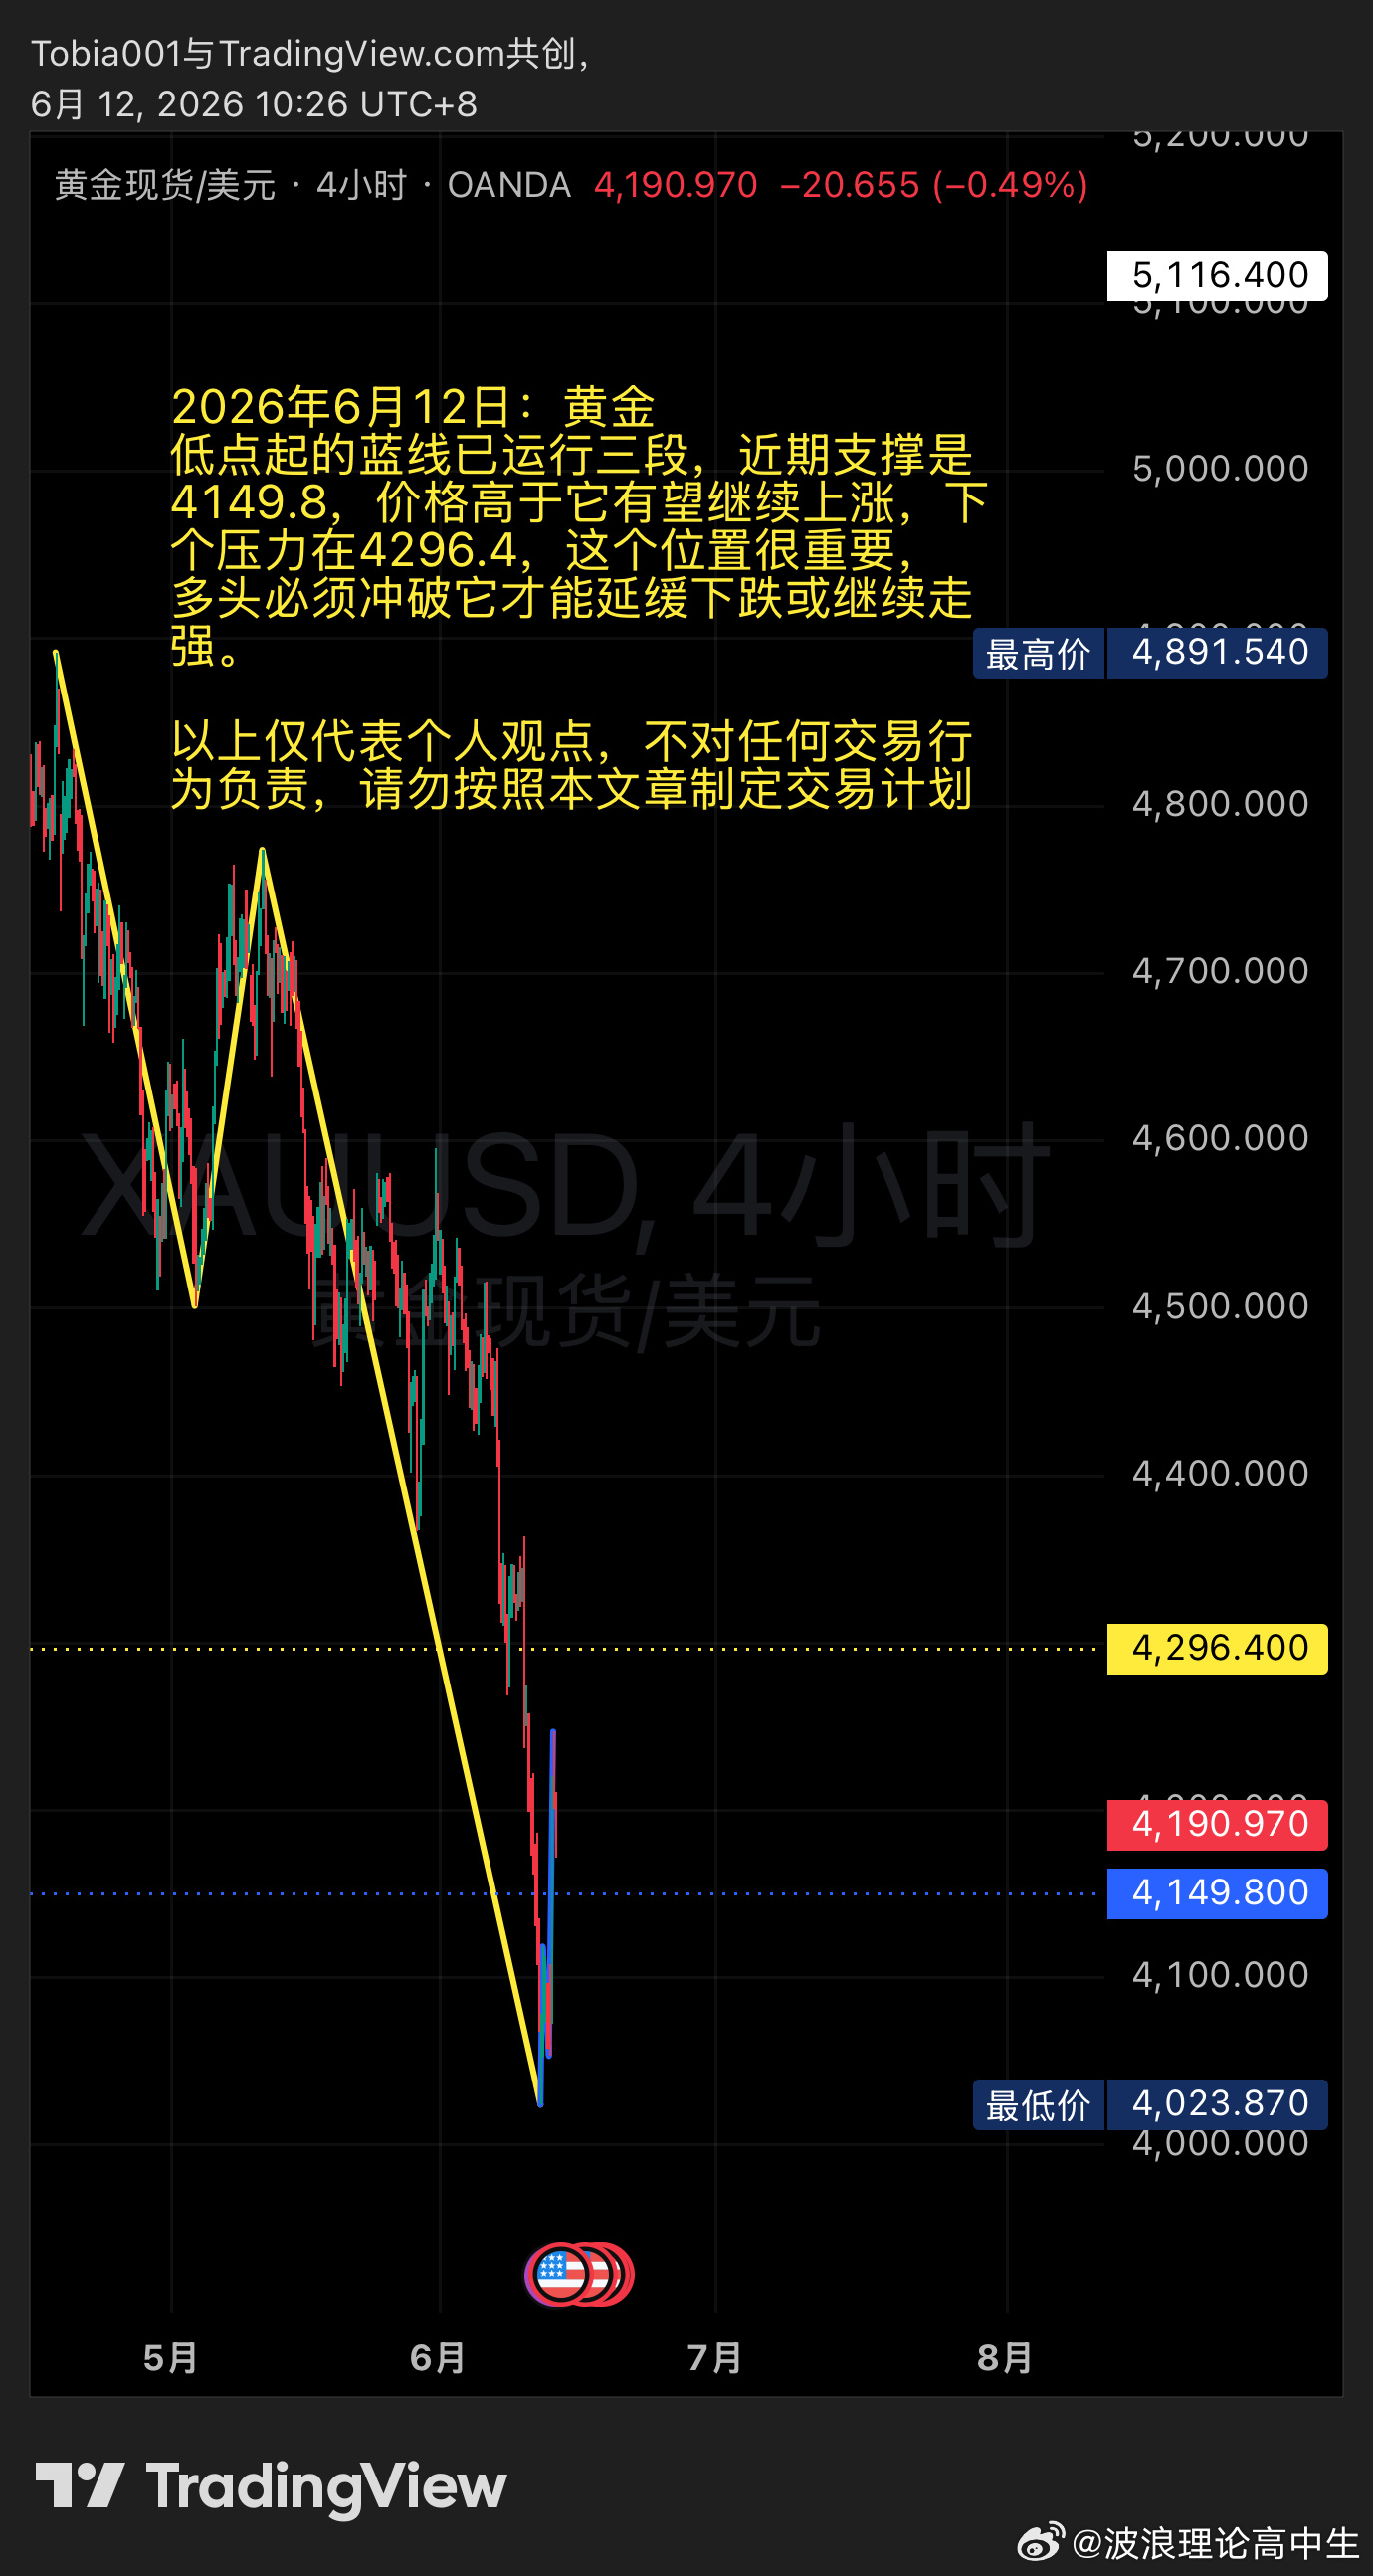 Tobia001与TradingView.com共创,
6月 12, 2026 10:26 UTC+8
5,200.000
黄金现货/美元 · 4小时 · OANDA 4,190.970 −20.655 (−0.49%)
5,116.400
5,100.000
2026年6月12日：黄金
低点起的蓝线已运行三段，近期支撑是
4149.8，价格高于它有望继续上涨，下
个压力在4296.4，这个位置很重要，
多头必须冲破它才能延缓下跌或继续走
强。
5,000.000
最高价 4,891.540
以上仅代表个人观点，不对任何交易行
为负责，请勿按照本文章制定交易计划
4,800.000
4,700.000
4,600.000
XAUUSD, 4小时
黄金现货/美元
4,500.000
4,400.000
4,296.400
4,190.970
4,149.800
4,100.000
最低价 4,023.870
4,000.000
5月 6月 7月 8月
TradingView
@波浪理论高中生